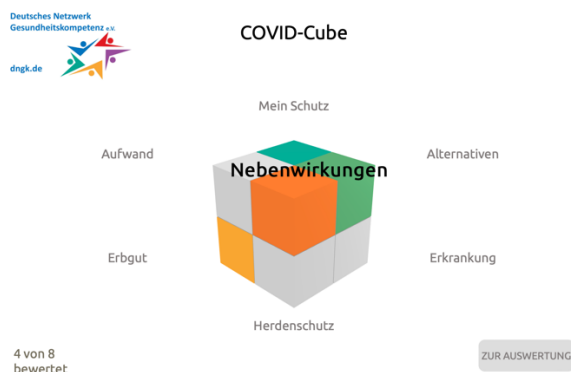 Deutsches Netzwerk
Gesundheitskompetenz e.V.
dngk.de
COVID-Cube
Mein Schutz
Aufwand
Alternativen
Nebenwirkungen
Erbgut
Erkrankung
Herdenschutz
4 von 8
bewertet
ZUR AUSWERTUNG